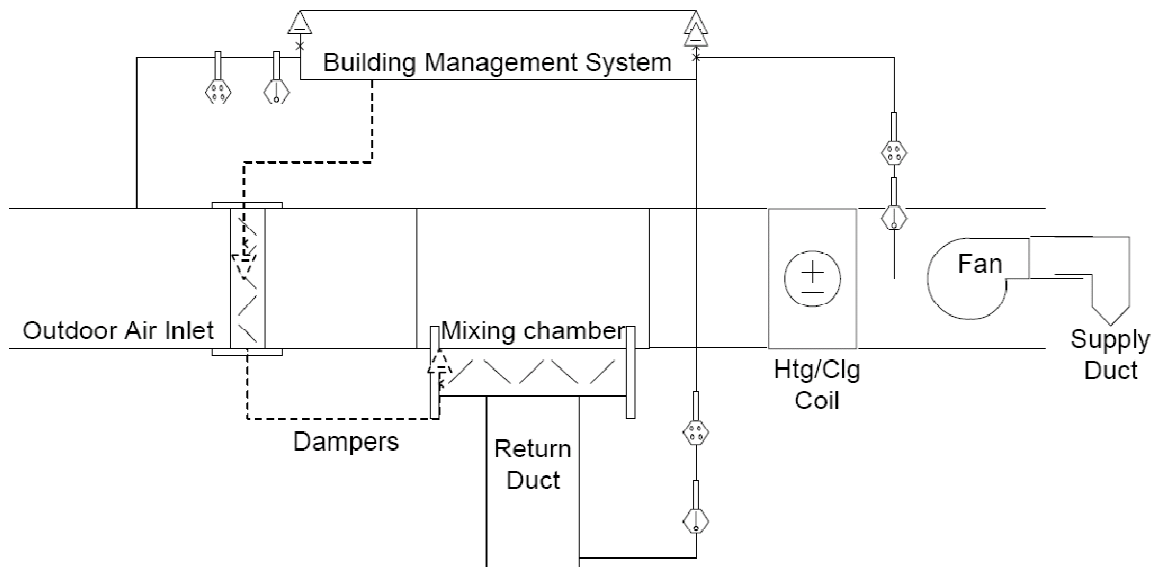 Building Management System
Outdoor Air Inlet
Mixing chamber
Fan
Supply
Duct
Htg/Clg
Coil
Dampers
Return
Duct